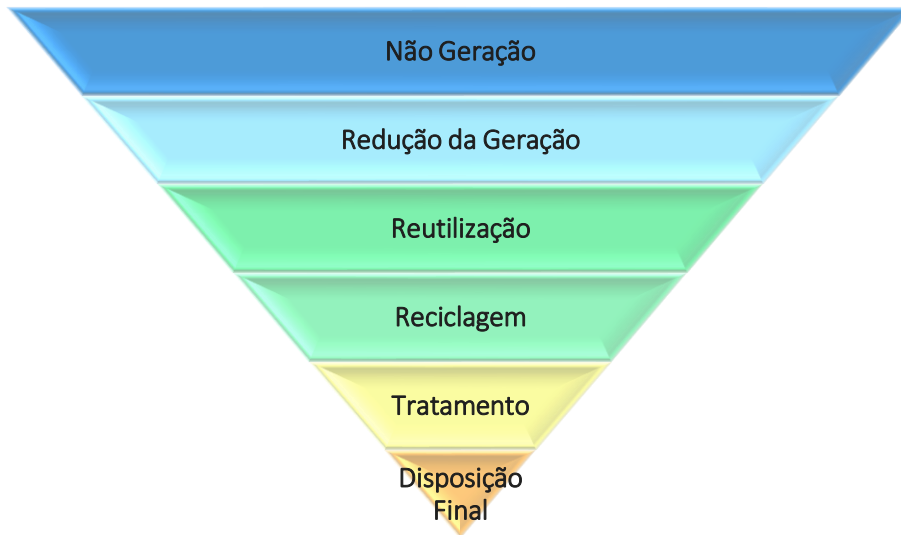 Não Geração
Redução da Geração
Reutilização
Reciclagem
Tratamento
Disposição
Final